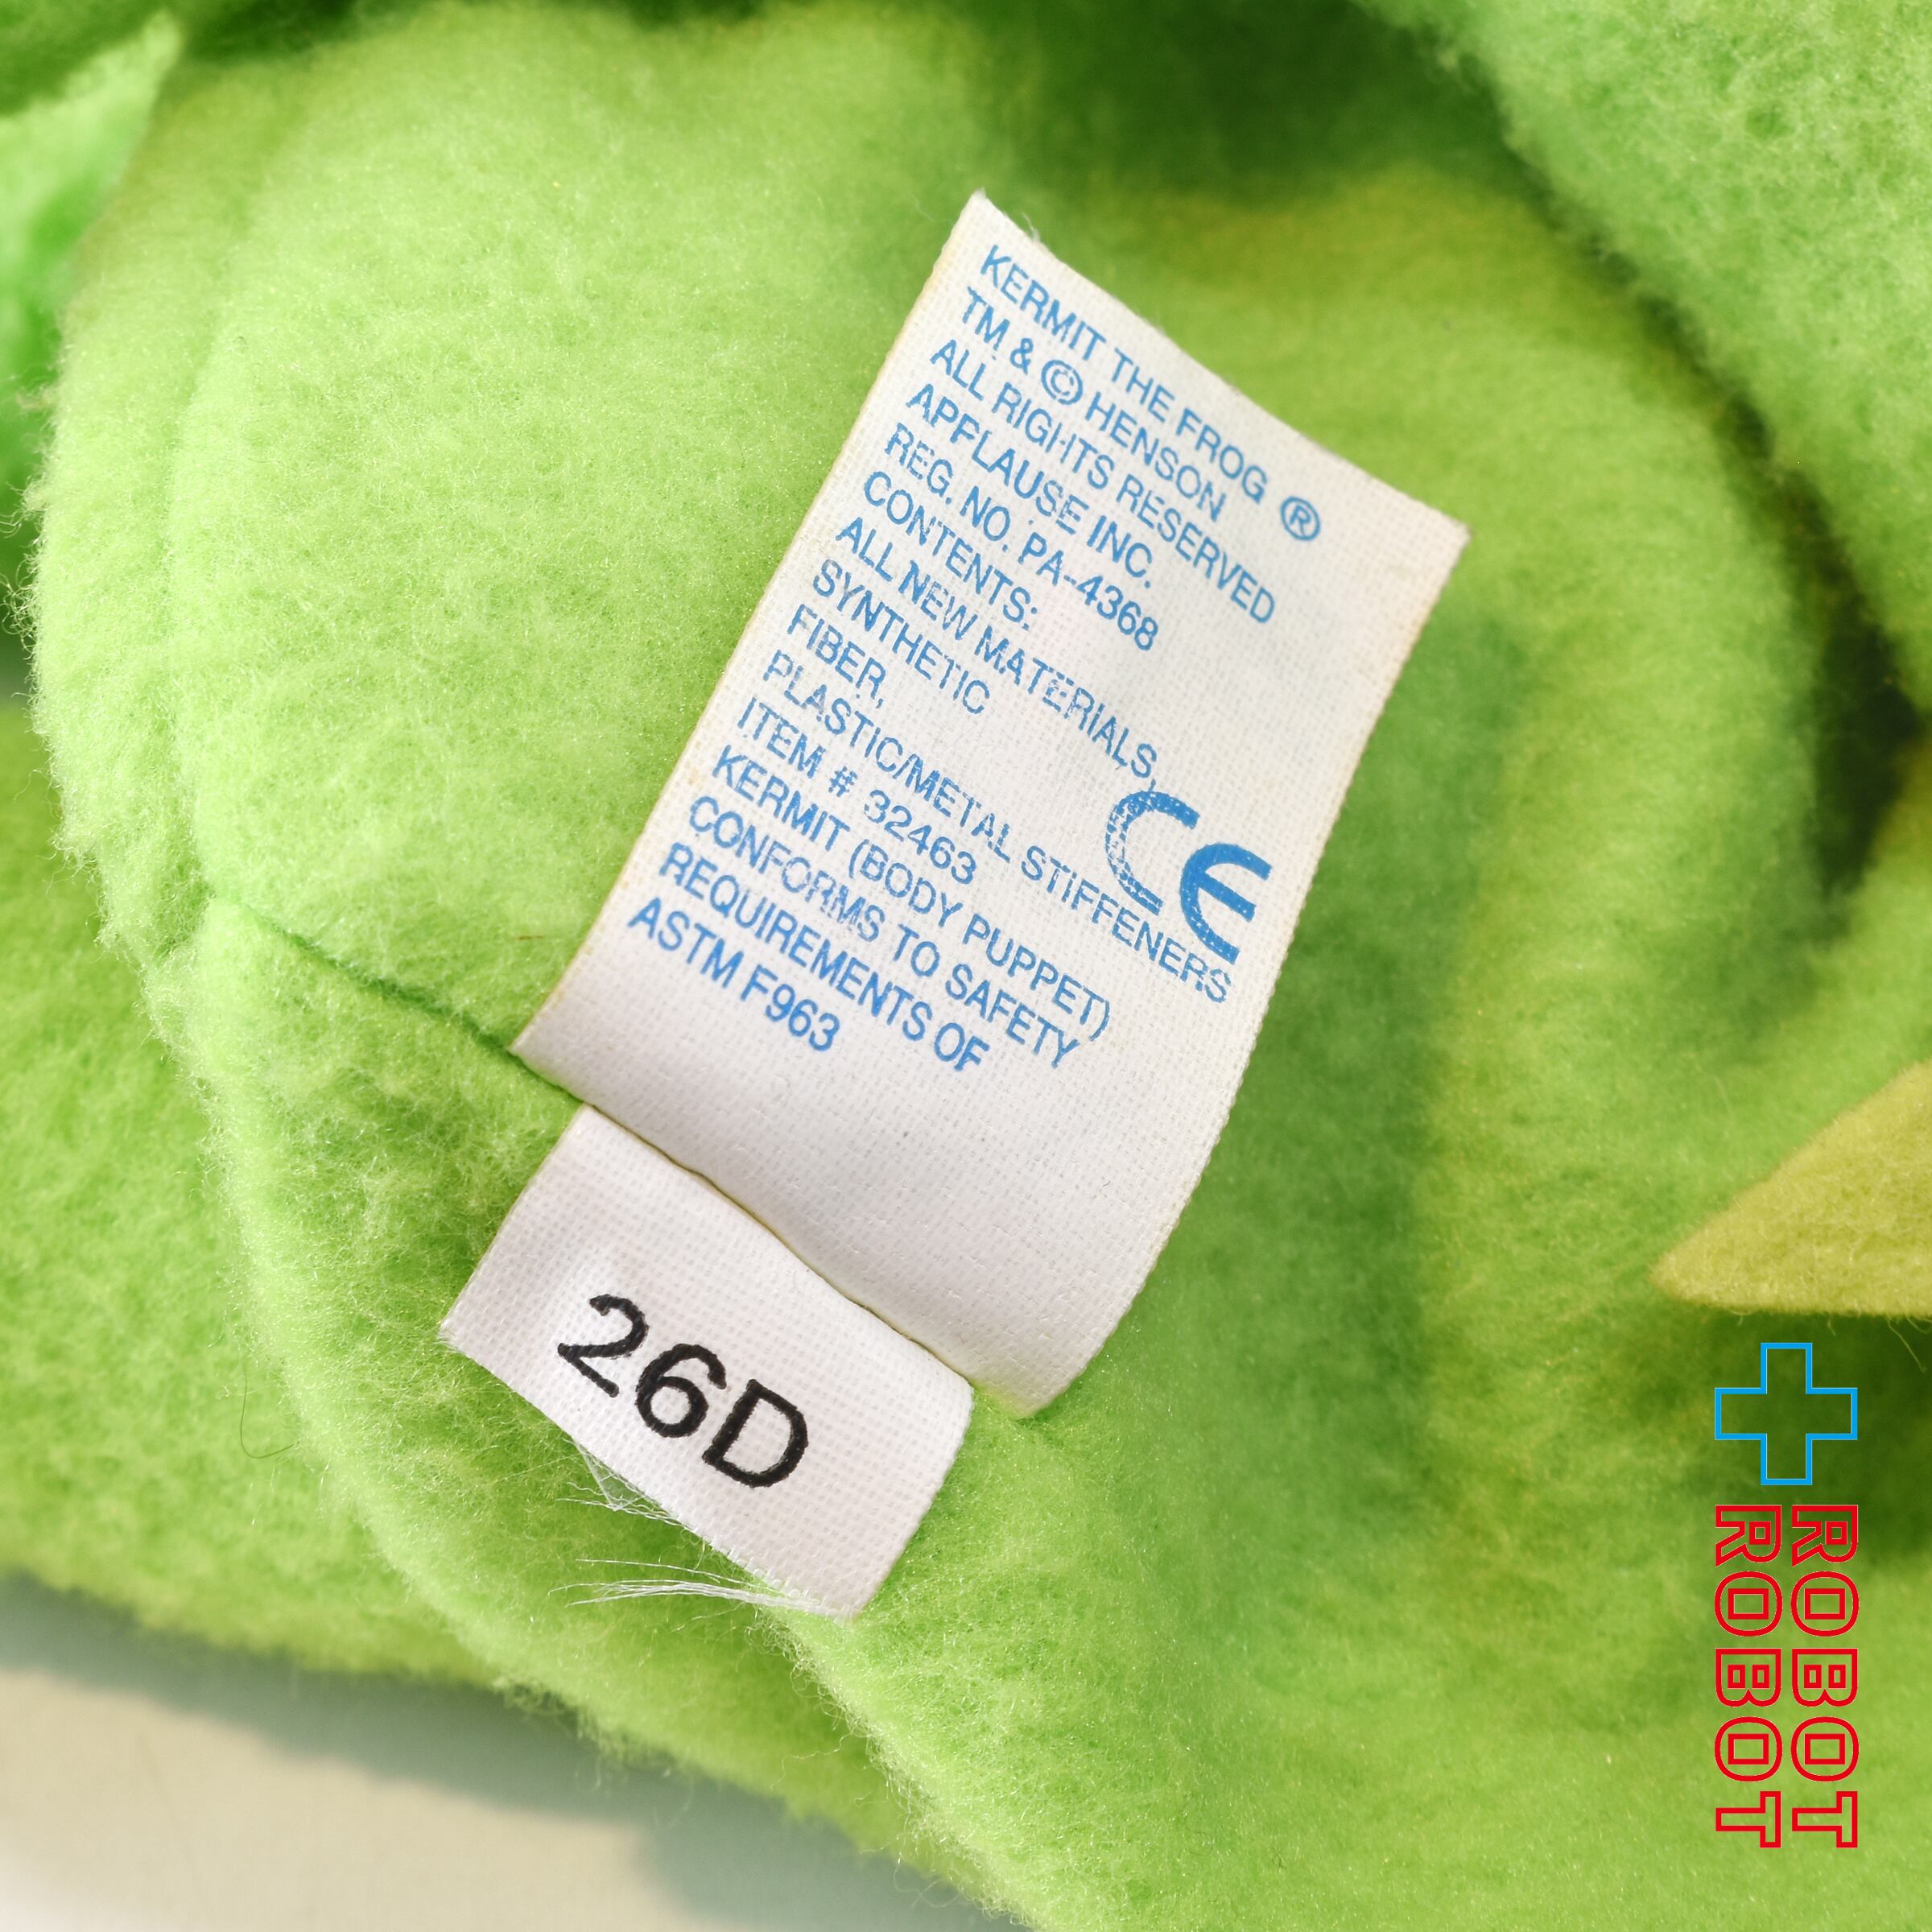 KERMIT THE FROG ®
TM & © HENSON
ALL RIGHTS RESERVED
APPLAUSE INC.
REG. NO. PA-4368
CONTENTS:
ALL NEW MATERIALS,
SYNTHETIC
FIBER,
PLASTIC/METAL STIFFENERS
CE
ITEM # 32463
KERMIT (BODY PUPPET)
CONFORMS TO SAFETY
REQUIREMENTS OF
ASTM F963
26D
ROBOT
ROBOT